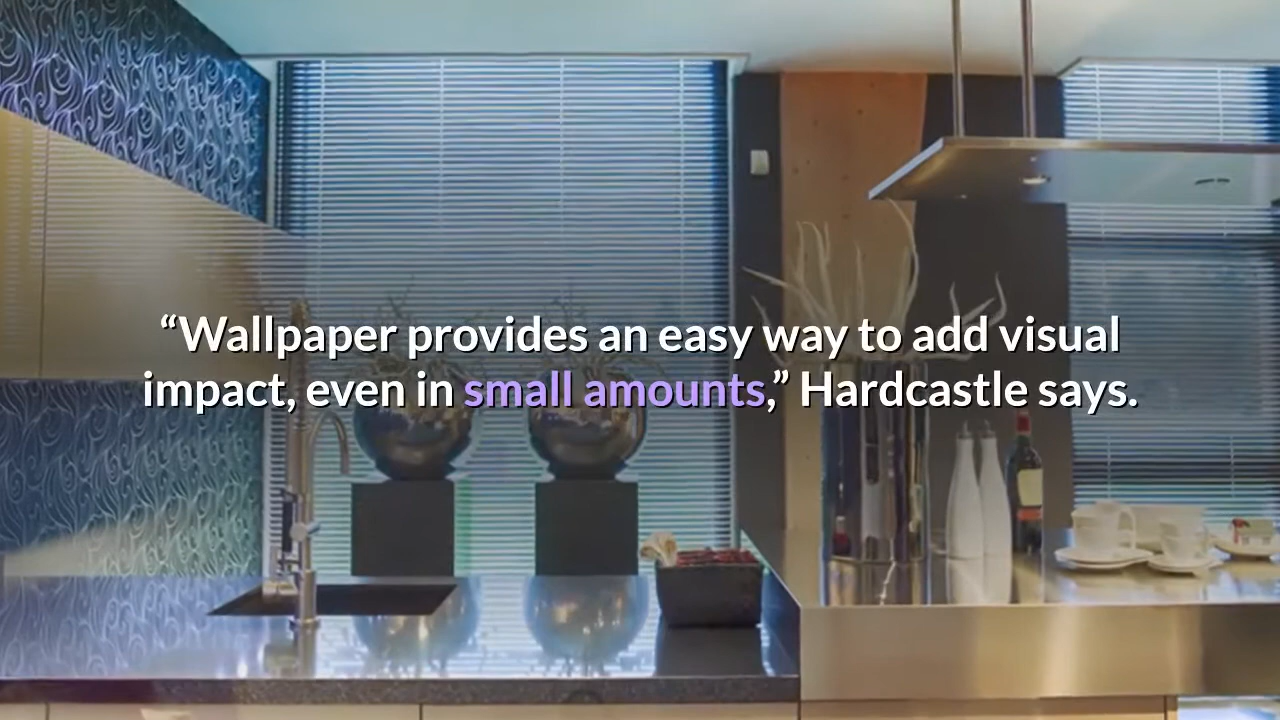 “Wallpaper provides an easy way to add visual
impact, even in small amounts,” Hardcastle says.